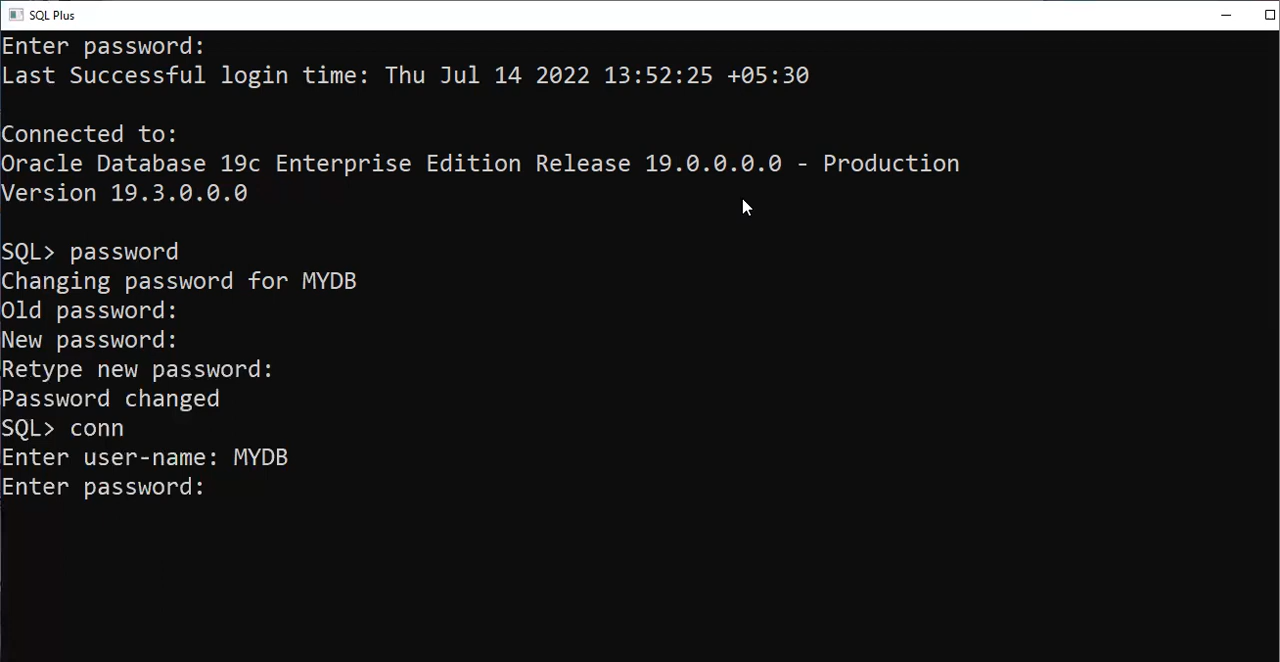 SQL Plus
Enter password:
Last Successful login time: Thu Jul 14 2022 13:52:25 +05:30
Connected to:
Oracle Database 19c Enterprise Edition Release 19.0.0.0.0 - Production
Version 19.3.0.0.0
SQL> password
Changing password for MYDB
Old password:
New password:
Retype new password:
Password changed
SQL> conn
Enter user-name: MYDB
Enter password: